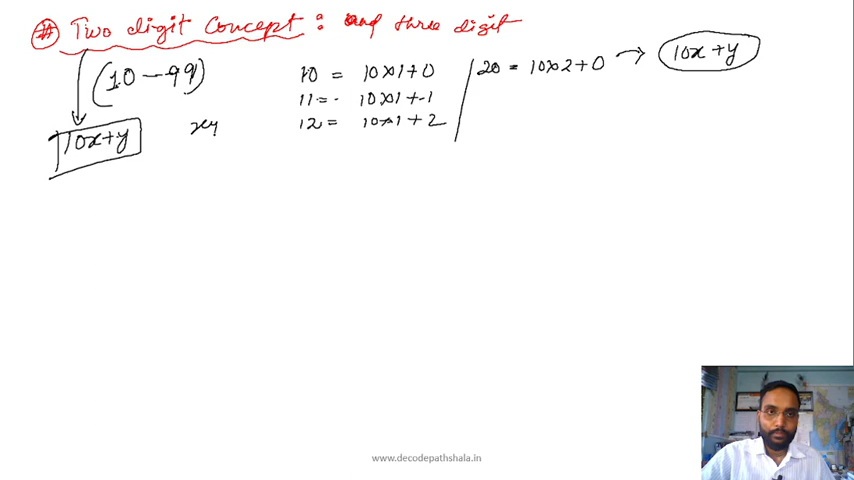 # Two digit Concept : and three digit
(10 - 99)
10x+y
xy
10 = 10×1+0
11 = 10×1+1
12 = 10×1+2
20 = 10×2+0 → 10x+y
www.decodepathshala.in